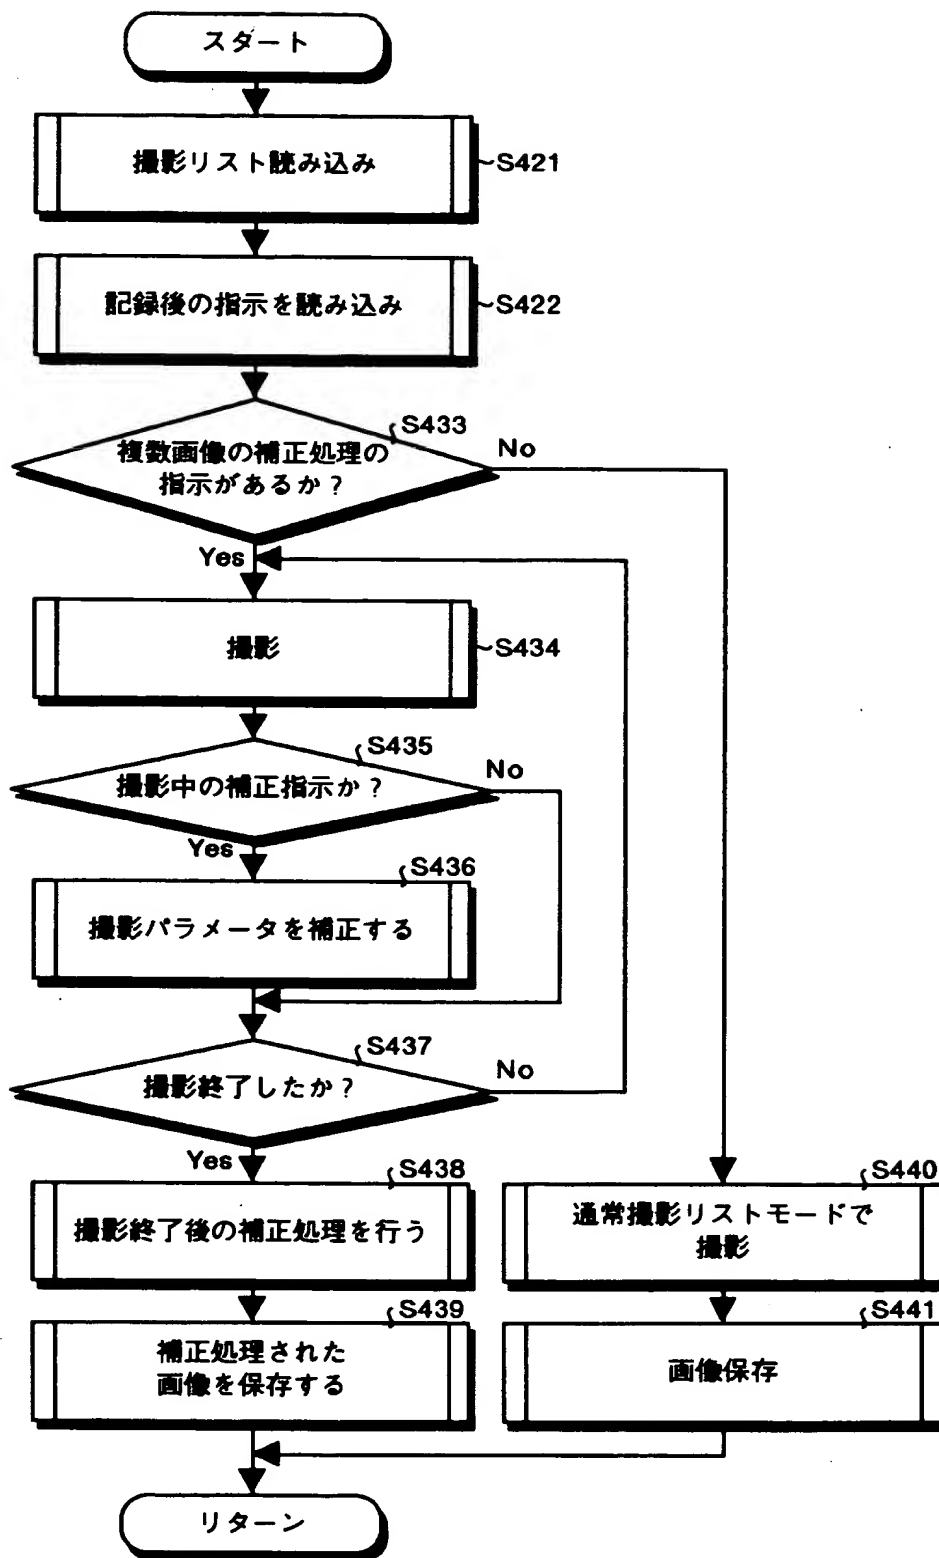 スタート
撮影リスト読み込み
S421
記録後の指示を読み込み
S422
S433
複数画像の補正処理の
指示があるか？
No
Yes
撮影
S434
S435
撮影中の補正指示か？
No
Yes
S436
撮影パラメータを補正する
S437
撮影終了したか？
No
Yes
S438
撮影終了後の補正処理を行う
S439
補正処理された
画像を保存する
S440
通常撮影リストモードで
撮影
S441
画像保存
リターン